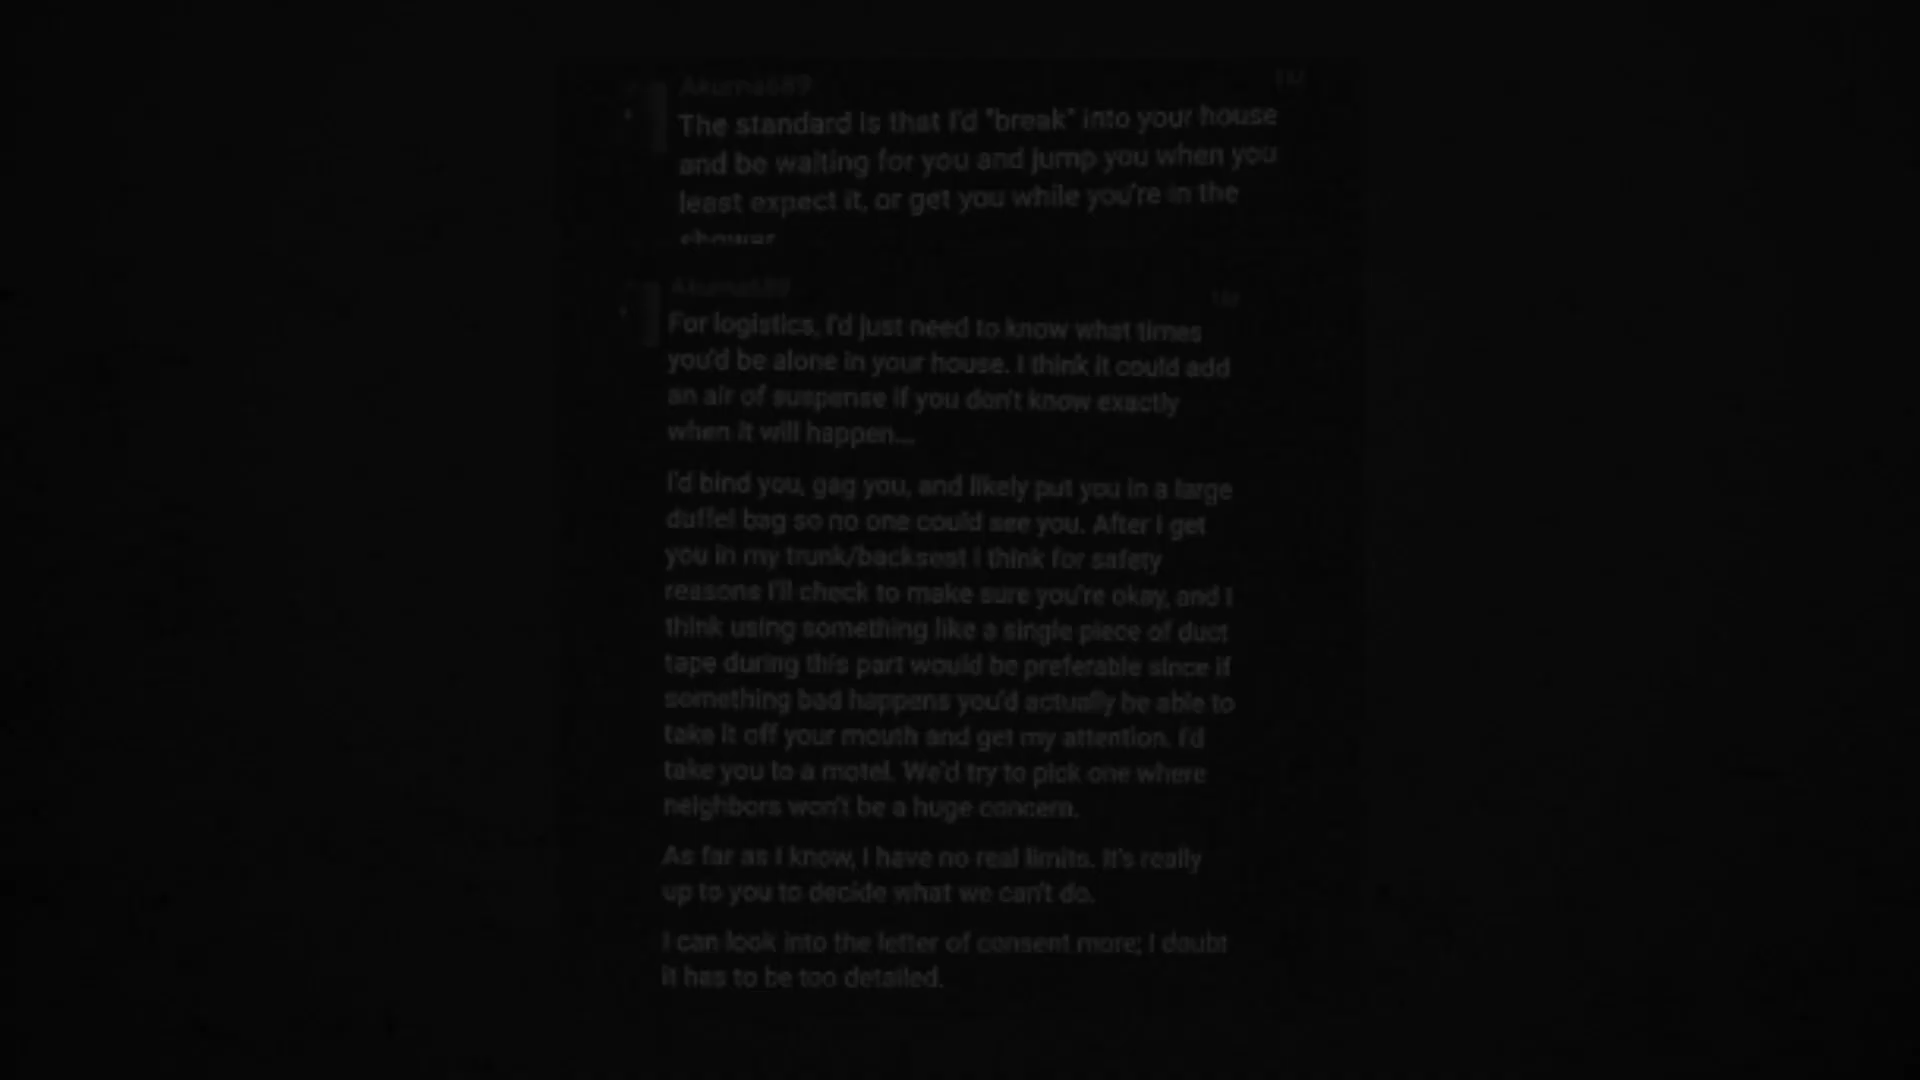 Akuma689
The standard is that I'd "break" into your house
and be waiting for you and jump you when you
least expect it, or get you while you're in the
shower
Akuma689
For logistics, I'd just need to know what times
you'd be alone in your house. I think it could add
an air of suspense if you don't know exactly
when it will happen...
I'd bind you, gag you, and likely put you in a large
duffel bag so no one could see you. After I get
you in my trunk/backseat I think for safety
reasons I'll check to make sure you're okay, and I
think using something like a single piece of duct
tape during this part would be preferable since if
something bad happens you'd actually be able to
take it off your mouth and get my attention. I'd
take you to a motel. We'd try to pick one where
neighbors won't be a huge concern.
As far as I know, I have no real limits. It's really
up to you to decide what we can't do.
I can look into the letter of consent more; I doubt
it has to be too detailed.